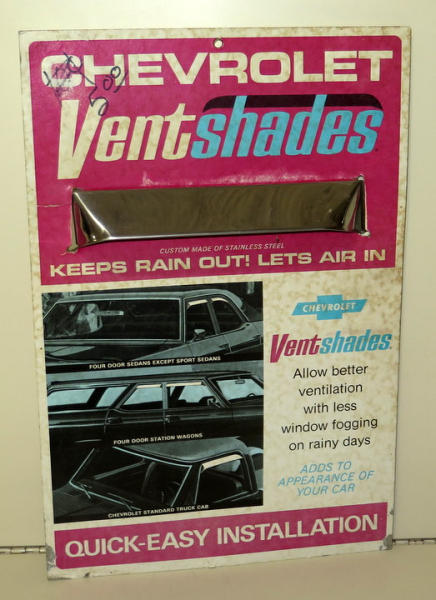 CHEVROLET
Ventshades
CUSTOM MADE OF STAINLESS STEEL
KEEPS RAIN OUT! LETS AIR IN
FOUR DOOR SEDANS EXCEPT SPORT SEDANS
FOUR DOOR STATION WAGONS
CHEVROLET STANDARD TRUCK CAB
CHEVROLET
Ventshades
Allow better
ventilation
with less
window fogging
on rainy days
ADDS TO
APPEARANCE OF
YOUR CAR
QUICK-EASY INSTALLATION